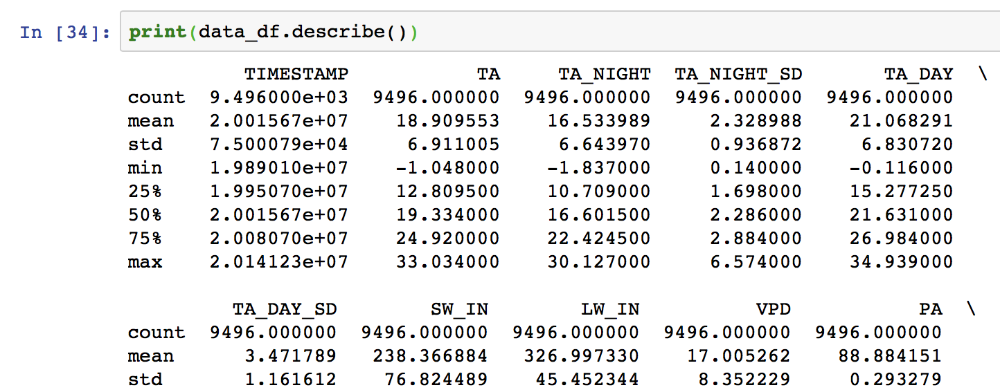 In [34]: print(data_df.describe())
TIMESTAMP TA TA_NIGHT TA_NIGHT_SD TA_DAY \
count 9.496000e+03 9496.000000 9496.000000 9496.000000 9496.000000
mean 2.001567e+07 18.909553 16.533989 2.328988 21.068291
std 7.500079e+04 6.911005 6.643970 0.936872 6.830720
min 1.989010e+07 -1.048000 -1.837000 0.140000 -0.116000
25% 1.995070e+07 12.809500 10.709000 1.698000 15.277250
50% 2.001567e+07 19.334000 16.601500 2.286000 21.631000
75% 2.008070e+07 24.920000 22.424500 2.884000 26.984000
max 2.014123e+07 33.034000 30.127000 6.574000 34.939000
TA_DAY_SD SW_IN LW_IN VPD PA \
count 9496.000000 9496.000000 9496.000000 9496.000000 9496.000000
mean 3.471789 238.366884 326.997330 17.005262 88.884151
std 1.161612 76.824489 45.452344 8.352229 0.293279